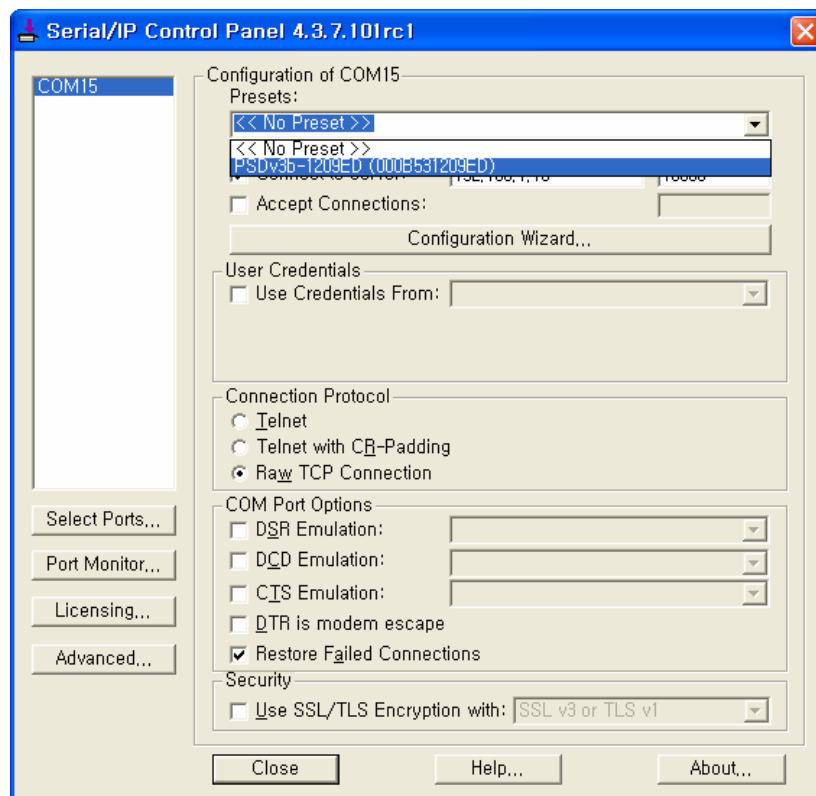 Serial/IP Control Panel 4.3.7.101rc1
COM15
Configuration of COM15
Presets:
<< No Preset >>
<< No Preset >>
PSDv3b-1209ED (000B531209ED)
Accept Connections:
Configuration Wizard...
User Credentials
Use Credentials From:
Connection Protocol
Telnet
Telnet with CR-Padding
Raw TCP Connection
COM Port Options
DSR Emulation:
DCD Emulation:
CTS Emulation:
DTR is modem escape
Restore Failed Connections
Security
Use SSL/TLS Encryption with: SSL v3 or TLS v1
Select Ports...
Port Monitor...
Licensing...
Advanced...
Close Help... About...